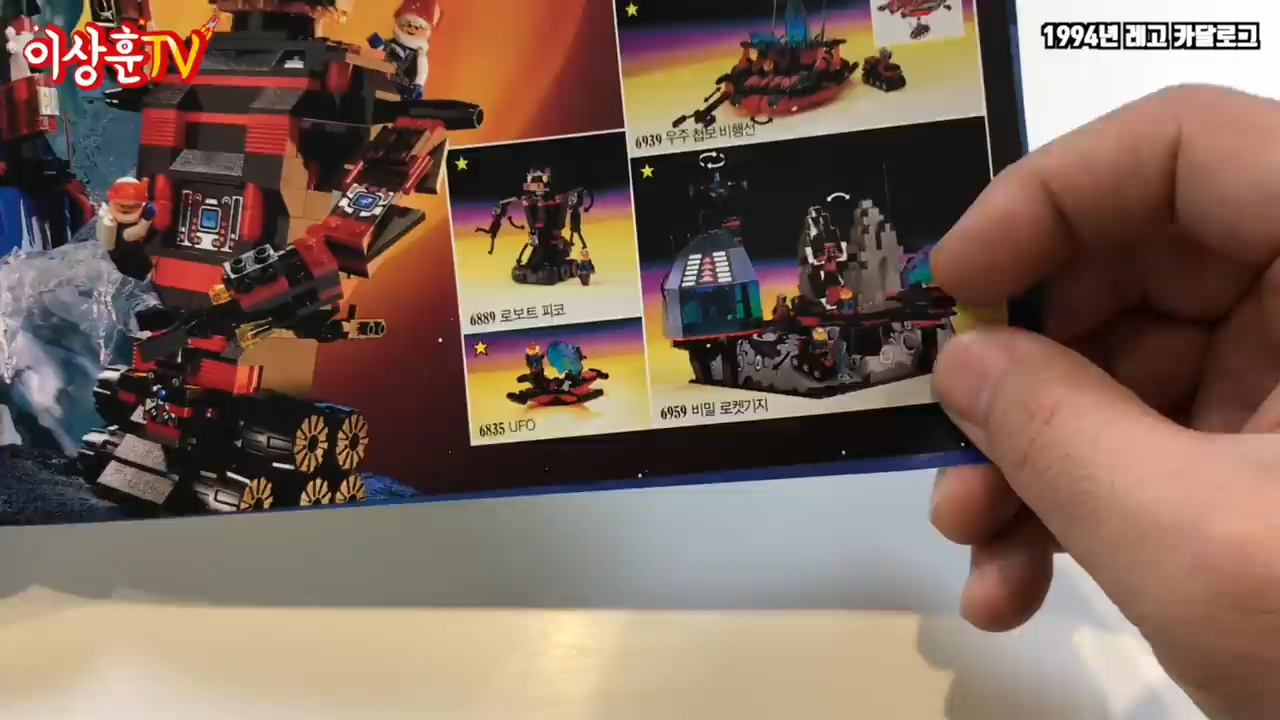 이상훈TV
1994년 레고 카달로그
6939 우주 첩보 비행선
6889 로보트 피코
6959 비밀 로켓기지
6835 UFO